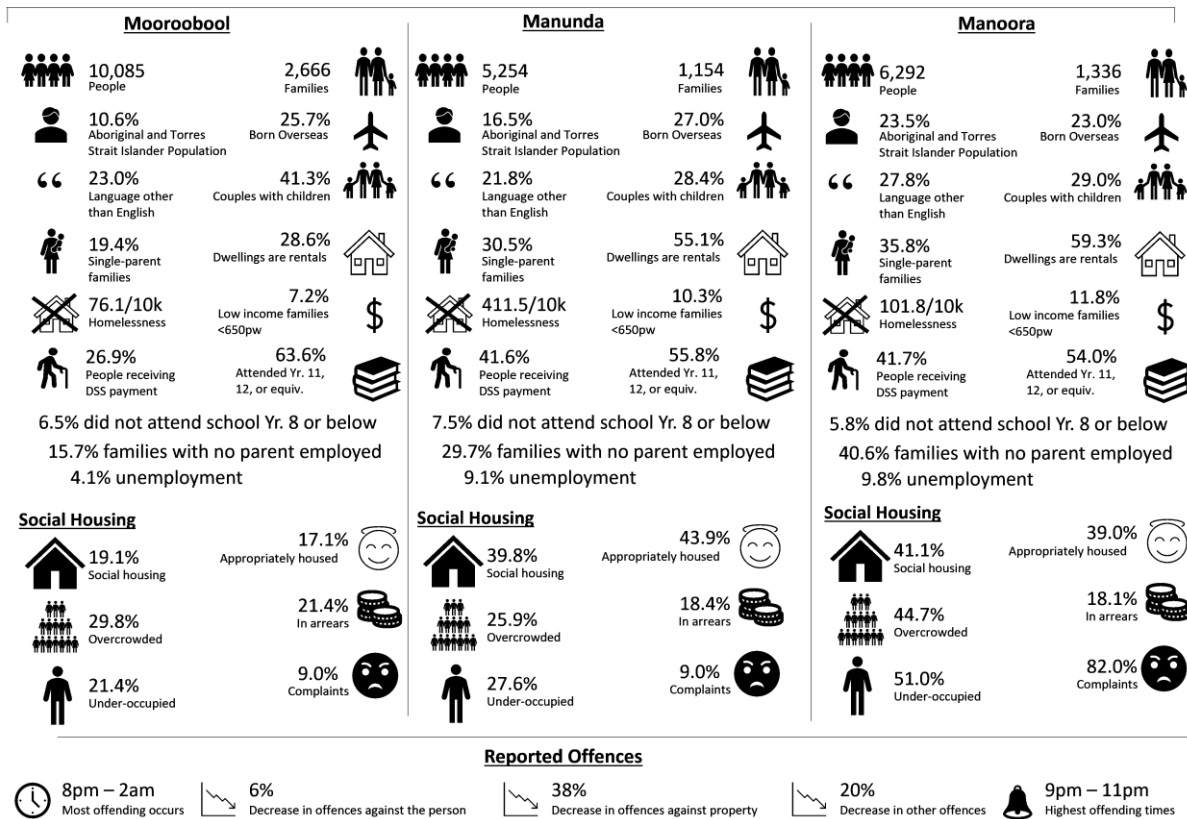 Mooroobool
10,085
People
2,666
Families
10.6%
Aboriginal and Torres
Strait Islander Population
25.7%
Born Overseas
“
23.0%
Language other
than English
41.3%
Couples with children
19.4%
Single-parent
families
28.6%
Dwellings are rentals
76.1/10k
Homelessness
7.2%
Low income families
<650pw
$
26.9%
People receiving
DSS payment
63.6%
Attended Yr. 11,
12, or equiv.
6.5% did not attend school Yr. 8 or below
15.7% families with no parent employed
4.1% unemployment
Social Housing
19.1%
Social housing
17.1%
Appropriately housed
29.8%
Overcrowded
21.4%
In arrears
21.4%
Under-occupied
9.0%
Complaints
Manunda
5,254
People
1,154
Families
16.5%
Aboriginal and Torres
Strait Islander Population
27.0%
Born Overseas
“
21.8%
Language other
than English
28.4%
Couples with children
30.5%
Single-parent
families
55.1%
Dwellings are rentals
411.5/10k
Homelessness
10.3%
Low income families
<650pw
$
41.6%
People receiving
DSS payment
55.8%
Attended Yr. 11,
12, or equiv.
7.5% did not attend school Yr. 8 or below
29.7% families with no parent employed
9.1% unemployment
Social Housing
39.8%
Social housing
43.9%
Appropriately housed
25.9%
Overcrowded
18.4%
In arrears
27.6%
Under-occupied
9.0%
Complaints
Manoora
6,292
People
1,336
Families
23.5%
Aboriginal and Torres
Strait Islander Population
23.0%
Born Overseas
“
27.8%
Language other
than English
29.0%
Couples with children
35.8%
Single-parent
families
59.3%
Dwellings are rentals
101.8/10k
Homelessness
11.8%
Low income families
<650pw
$
41.7%
People receiving
DSS payment
54.0%
Attended Yr. 11,
12, or equiv.
5.8% did not attend school Yr. 8 or below
40.6% families with no parent employed
9.8% unemployment
Social Housing
41.1%
Social housing
39.0%
Appropriately housed
44.7%
Overcrowded
18.1%
In arrears
51.0%
Under-occupied
82.0%
Complaints
Reported Offences
8pm – 2am
Most offending occurs
6%
Decrease in offences against the person
38%
Decrease in offences against property
20%
Decrease in other offences
9pm – 11pm
Highest offending times